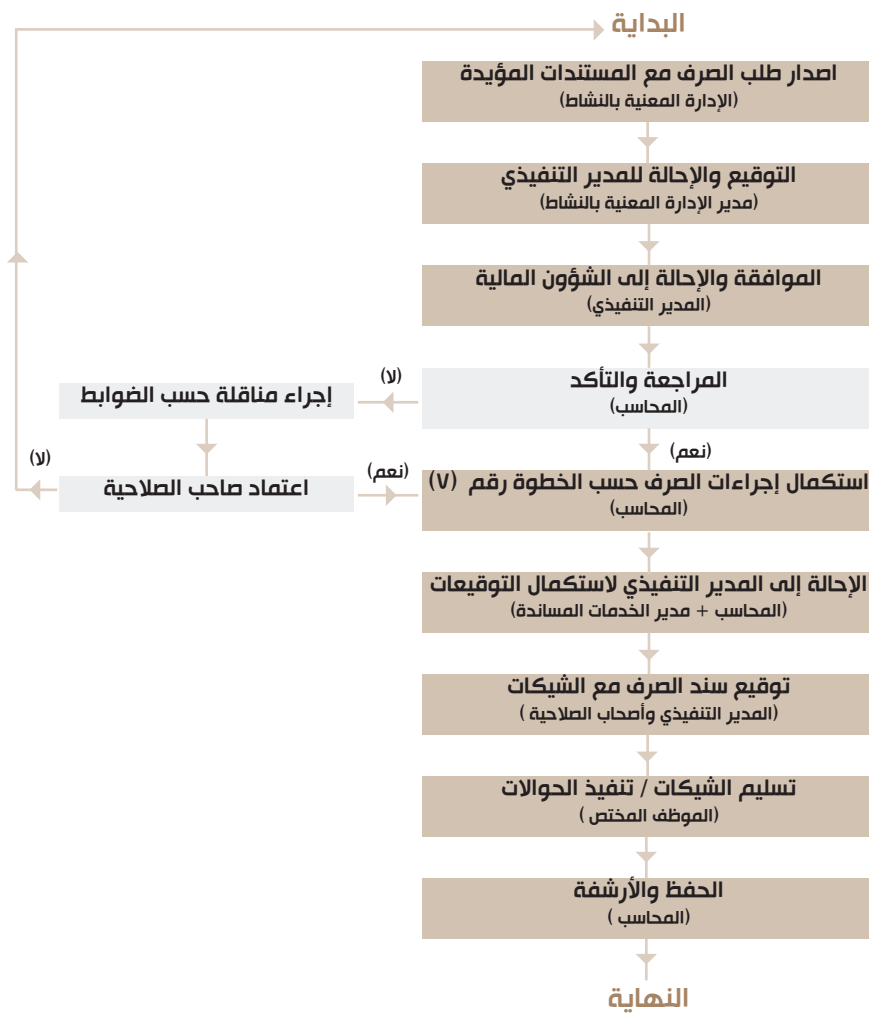 البداية
اصدار طلب الصرف مع المستندات المؤيدة
(الإدارة المعنية بالنشاط)
التوقيع والإحالة للمدير التنفيذي
(مدير الإدارة المعنية بالنشاط)
الموافقة والإحالة إلى الشؤون المالية
(المدير التنفيذي)
المراجعة والتأكد
(المحاسب)
(لا)
إجراء مناقلة حسب الضوابط
(نعم)
استكمال إجراءات الصرف حسب الخطوة رقم (٧)
(المحاسب)
(نعم)
اعتماد صاحب الصلاحية
(لا)
الإحالة إلى المدير التنفيذي لاستكمال التوقيعات
(المحاسب + مدير الخدمات المساندة)
توقيع سند الصرف مع الشيكات
(المدير التنفيذي وأصحاب الصلاحية )
تسليم الشيكات / تنفيذ الحوالات
(الموظف المختص )
الحفظ والأرشفة
(المحاسب )
النهاية